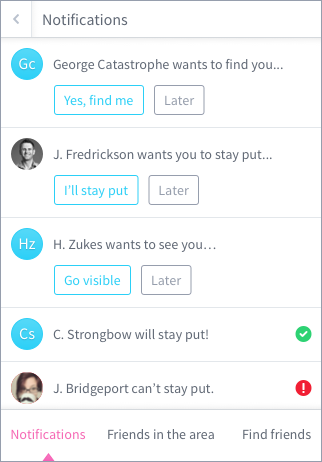 Notifications
Gc
George Catastrophe wants to find you...
Yes, find me
Later
J. Fredrickson wants you to stay put...
I'll stay put
Later
Hz
H. Zukes wants to see you…
Go visible
Later
Cs
C. Strongbow will stay put!
J. Bridgeport can't stay put.
Notifications
Friends in the area
Find friends